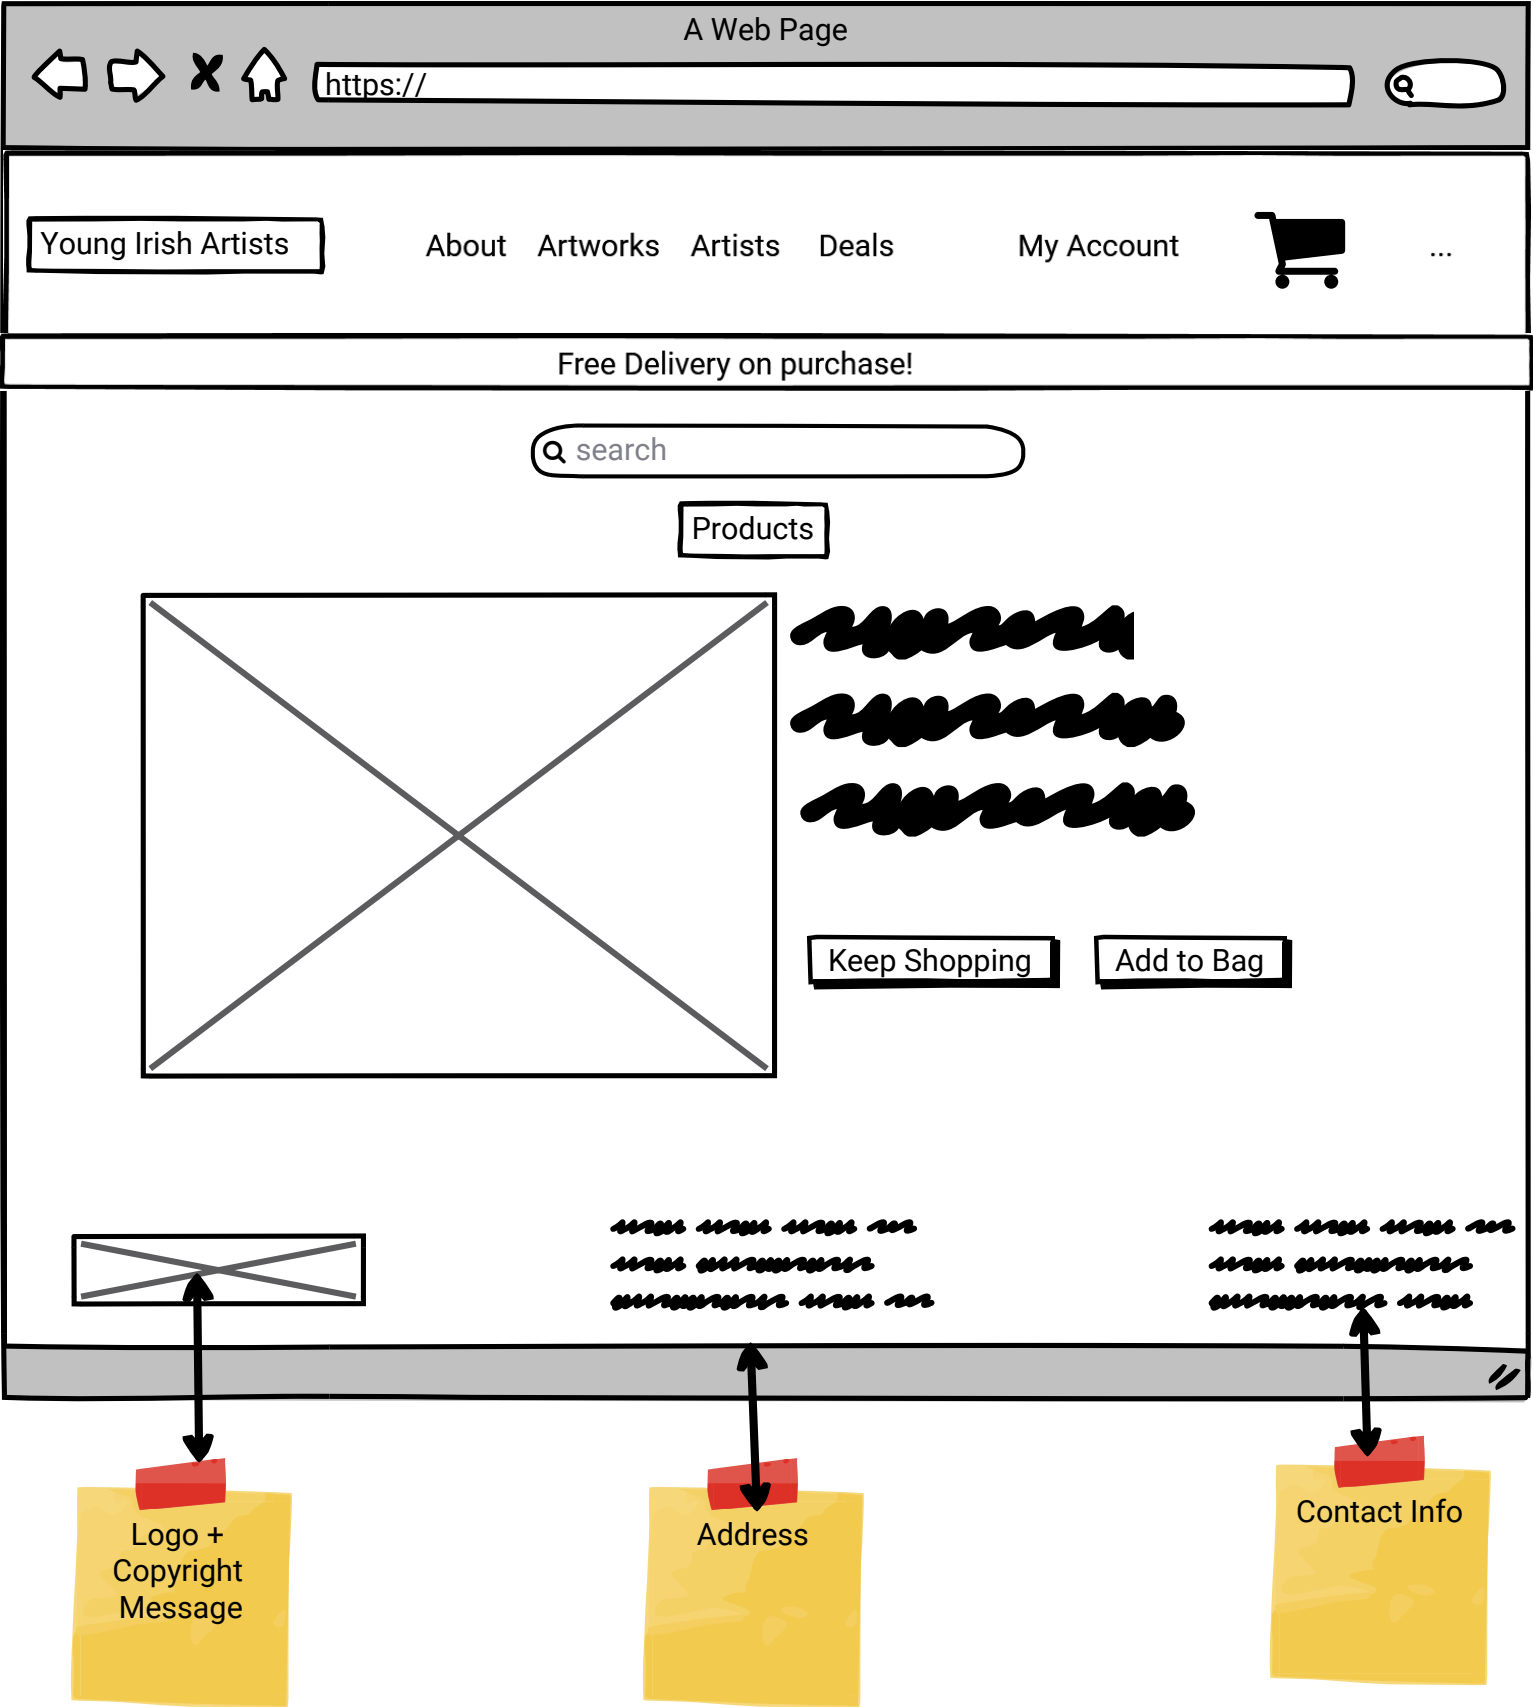 A Web Page
https://
Young Irish Artists
About Artworks Artists Deals My Account ...
Free Delivery on purchase!
search
Products
Keep Shopping Add to Bag
Logo +
Copyright
Message
Address
Contact Info